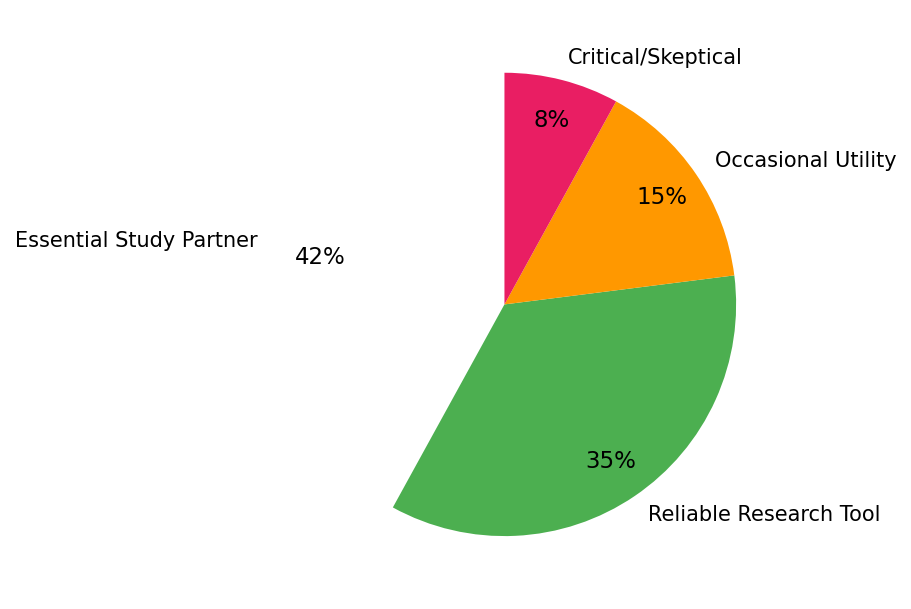 Critical/Skeptical
8%
Occasional Utility
15%
Essential Study Partner
42%
35%
Reliable Research Tool